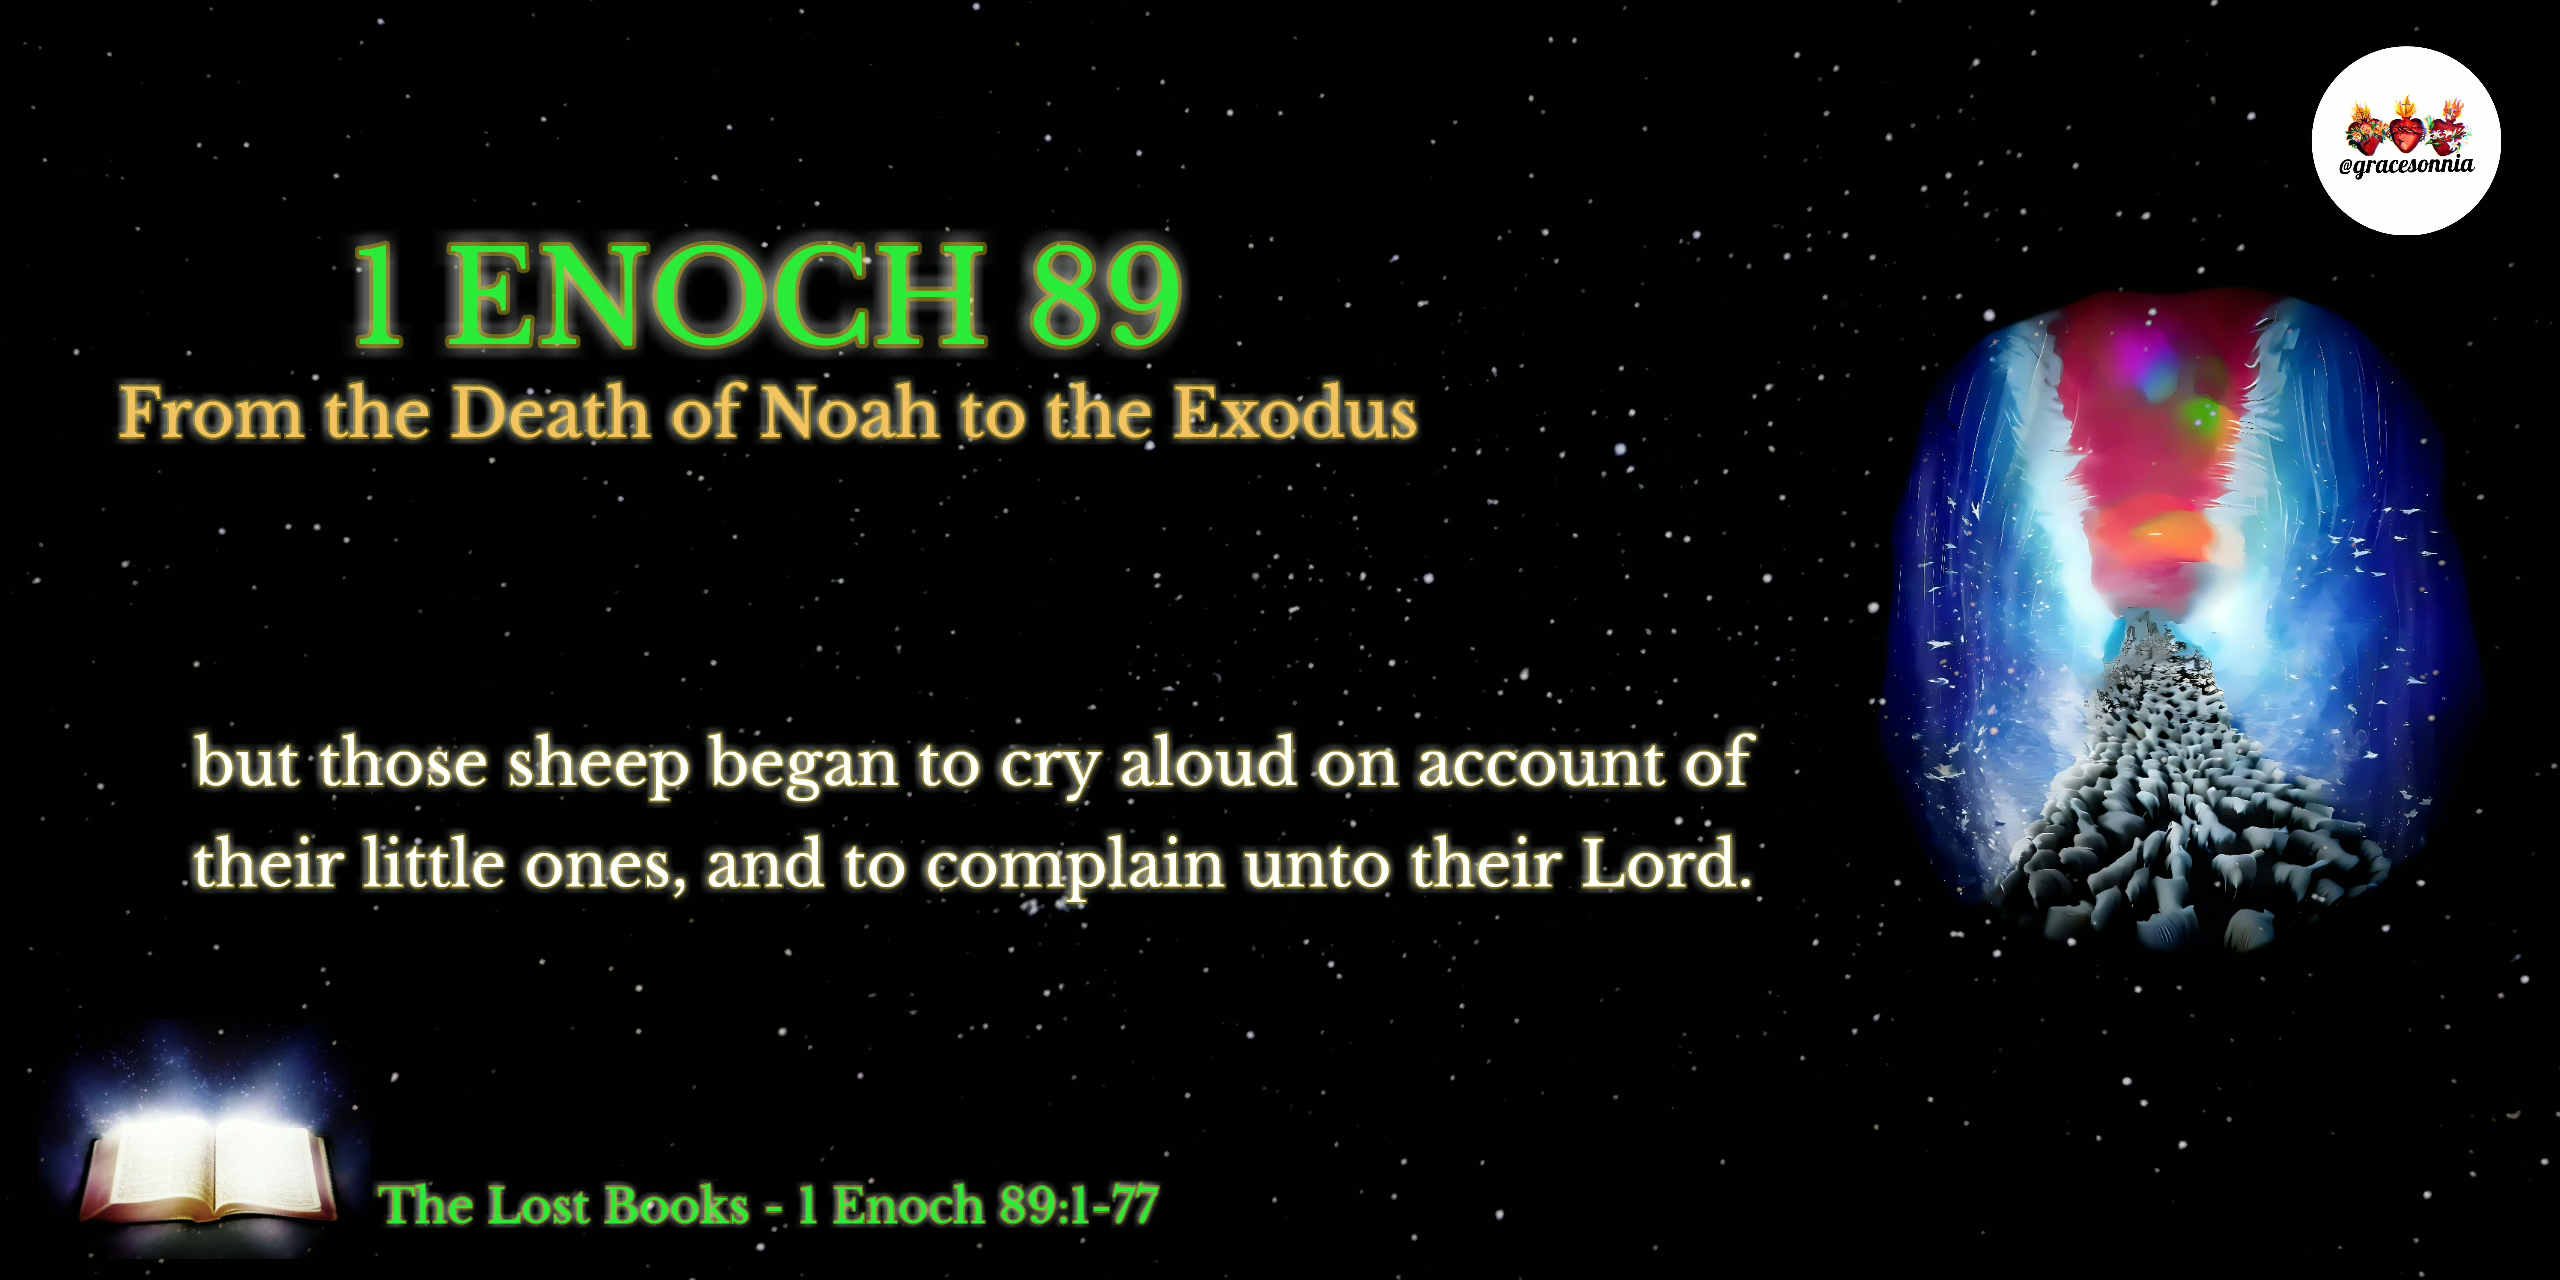 @gracesonnia
1 ENOCH 89
From the Death of Noah to the Exodus
but those sheep began to cry aloud on account of
their little ones, and to complain unto their Lord.
The Lost Books - 1 Enoch 89:1-77